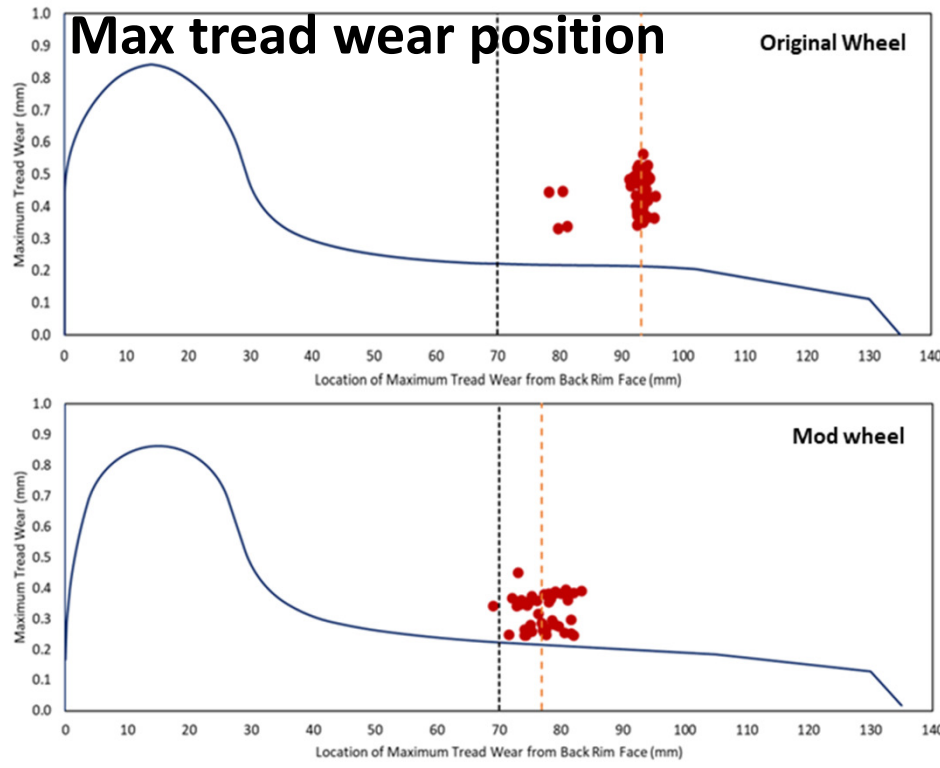 Max tread wear position
Original Wheel
Maximum Tread Wear (mm)
1.0
0.9
0.8
0.7
0.6
0.5
0.4
0.3
0.2
0.1
0.0
0 10 20 30 40 50 60 70 80 90 100 110 120 130 140
Location of Maximum Tread Wear from Back Rim Face (mm)
Mod wheel
Maximum Tread Wear (mm)
1.0
0.9
0.8
0.7
0.6
0.5
0.4
0.3
0.2
0.1
0.0
0 10 20 30 40 50 60 70 80 90 100 110 120 130 140
Location of Maximum Tread Wear from Back Rim Face (mm)